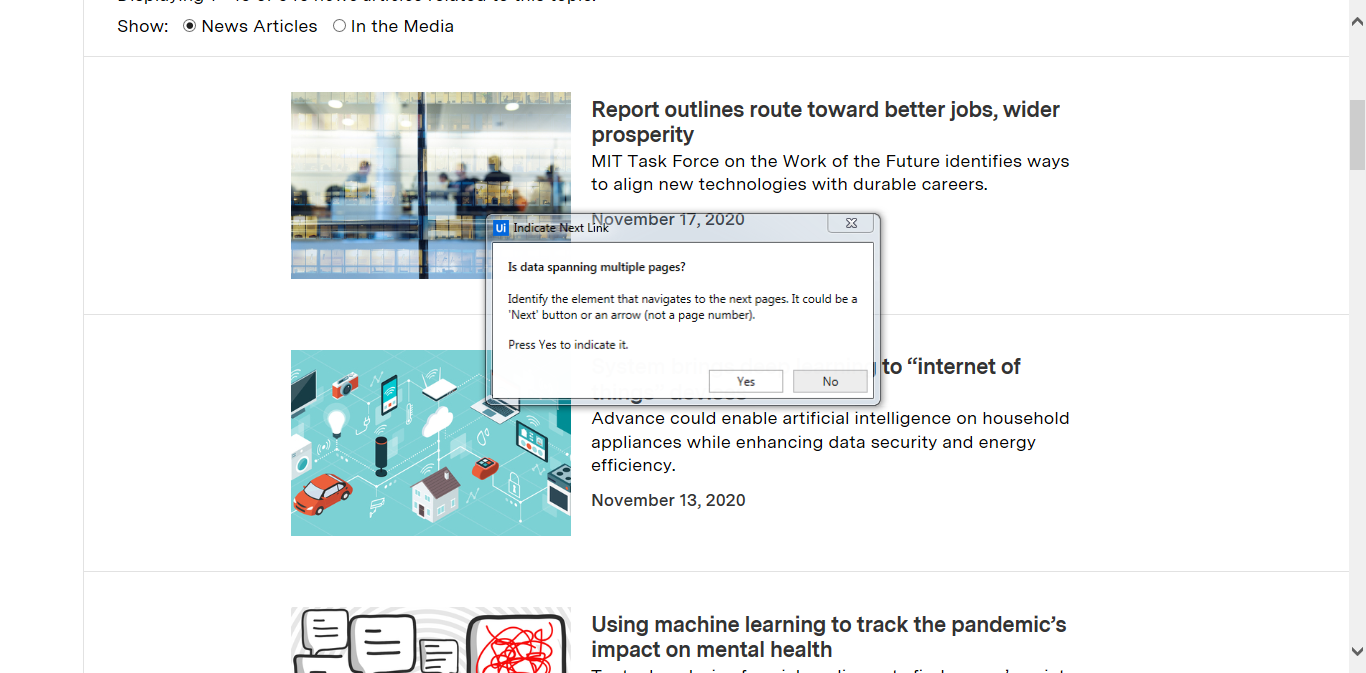 Show: News Articles In the Media
Report outlines route toward better jobs, wider
prosperity
MIT Task Force on the Work of the Future identifies ways
to align new technologies with durable careers.
November 17, 2020
Ui Indicate Next Link
Is data spanning multiple pages?
Identify the element that navigates to the next pages. It could be a
'Next' button or an arrow (not a page number).
Press Yes to indicate it.
Yes No
to “internet of
Advance could enable artificial intelligence on household
appliances while enhancing data security and energy
efficiency.
November 13, 2020
Using machine learning to track the pandemic’s
impact on mental health